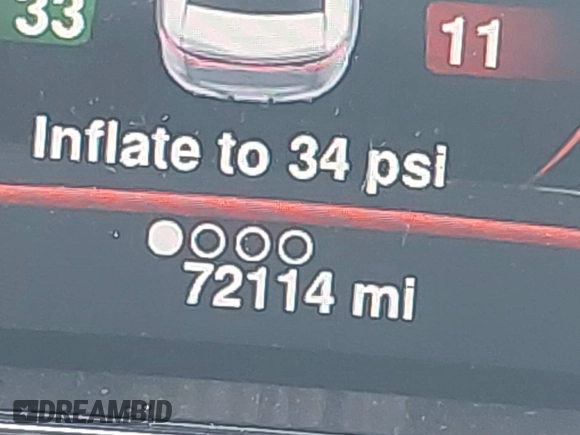 33
11
Inflate to 34 psi
72114 mi
DREAMBID